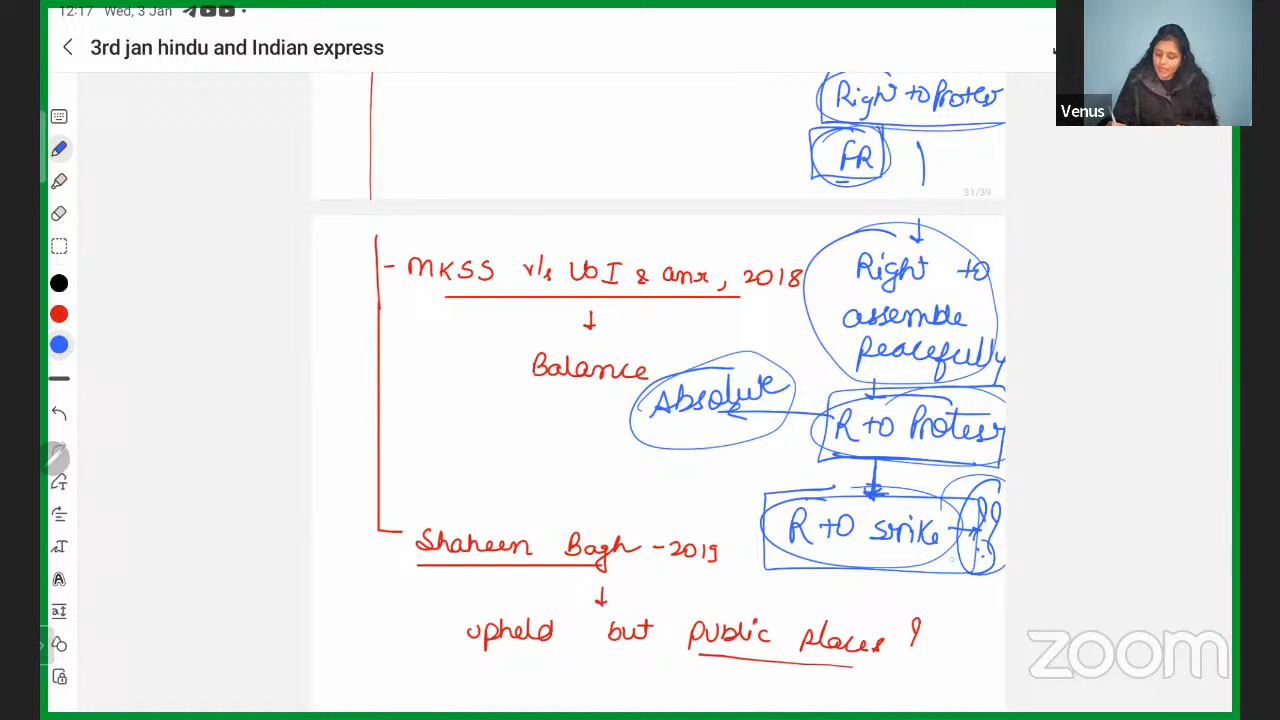 12:17 Wed, 3 Jan
3rd jan hindu and Indian express
Venus
Right to Protest
FR
31/39
- MKSS v/s UoI & anr, 2018
Right to
assemble
peacefully
Balance
Absolute
R to Protest
R to strike → ??
Shaheen Bagh - 2019
upheld but public places ?
zoom